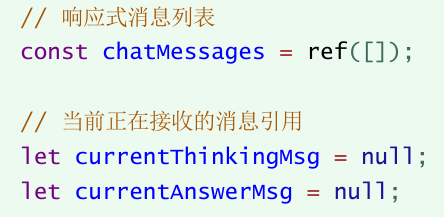 // 响应式消息列表
const chatMessages = ref([]);
// 当前正在接收的消息引用
let currentThinkingMsg = null;
let currentAnswerMsg = null;